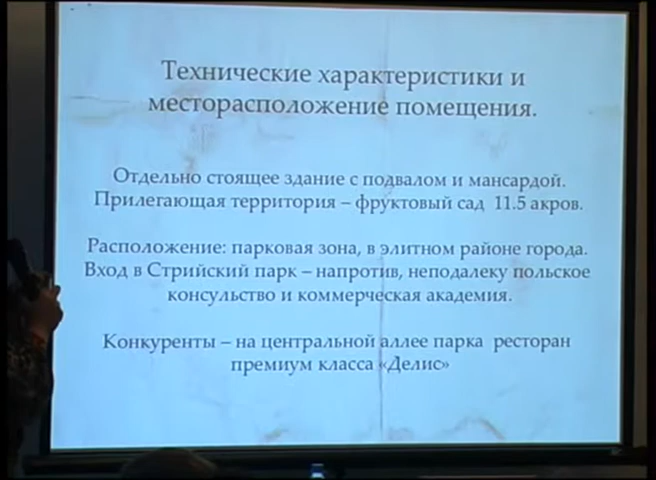 Технические характеристики и
месторасположение помещения.
Отдельно стоящее здание с подвалом и мансардой.
Прилегающая территория – фруктовый сад 11.5 акров.
Расположение: парковая зона, в элитном районе города.
Вход в Стрийский парк – напротив, неподалеку польское
консульство и коммерческая академия.
Конкуренты – на центральной аллее парка ресторан
премиум класса «Делис»